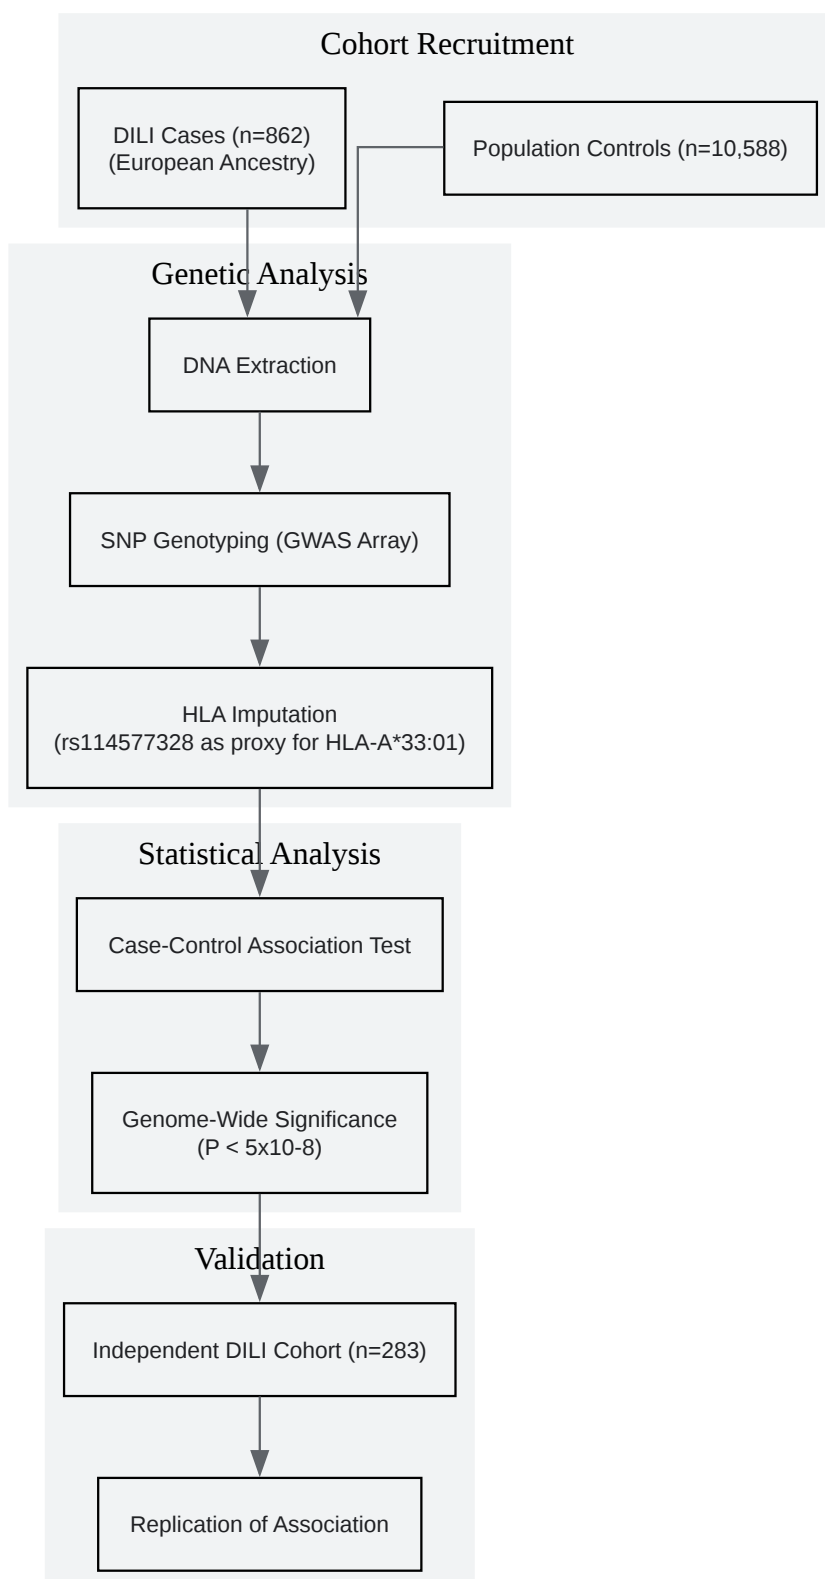 Cohort Recruitment
DILI Cases (n=862)
(European Ancestry)
Population Controls (n=10,588)
Genetic Analysis
DNA Extraction
SNP Genotyping (GWAS Array)
HLA Imputation
(rs114577328 as proxy for HLA-A*33:01)
Statistical Analysis
Case-Control Association Test
Genome-Wide Significance
(P < 5x10-8)
Validation
Independent DILI Cohort (n=283)
Replication of Association